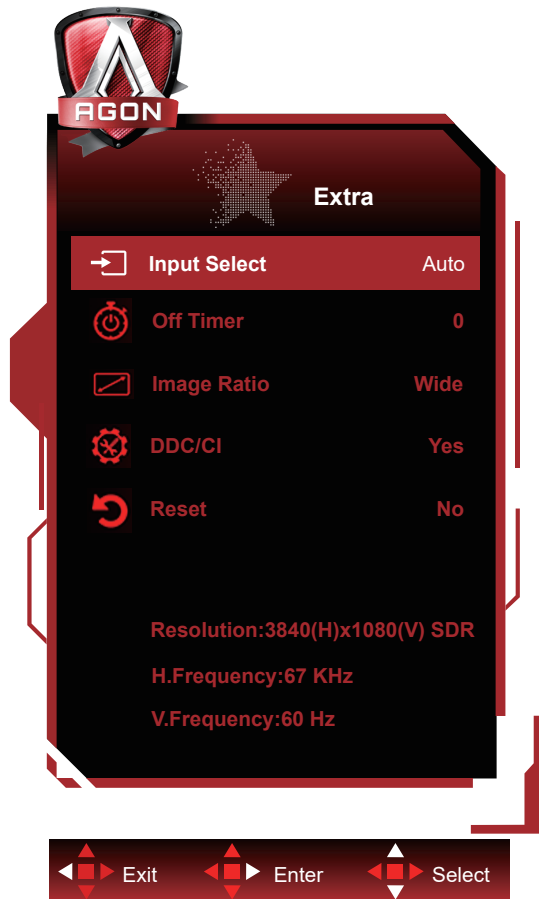 AGON
Extra
Input Select Auto
Off Timer 0
Image Ratio Wide
DDC/CI Yes
Reset No
Resolution:3840(H)x1080(V) SDR
H.Frequency:67 KHz
V.Frequency:60 Hz
Exit Enter Select